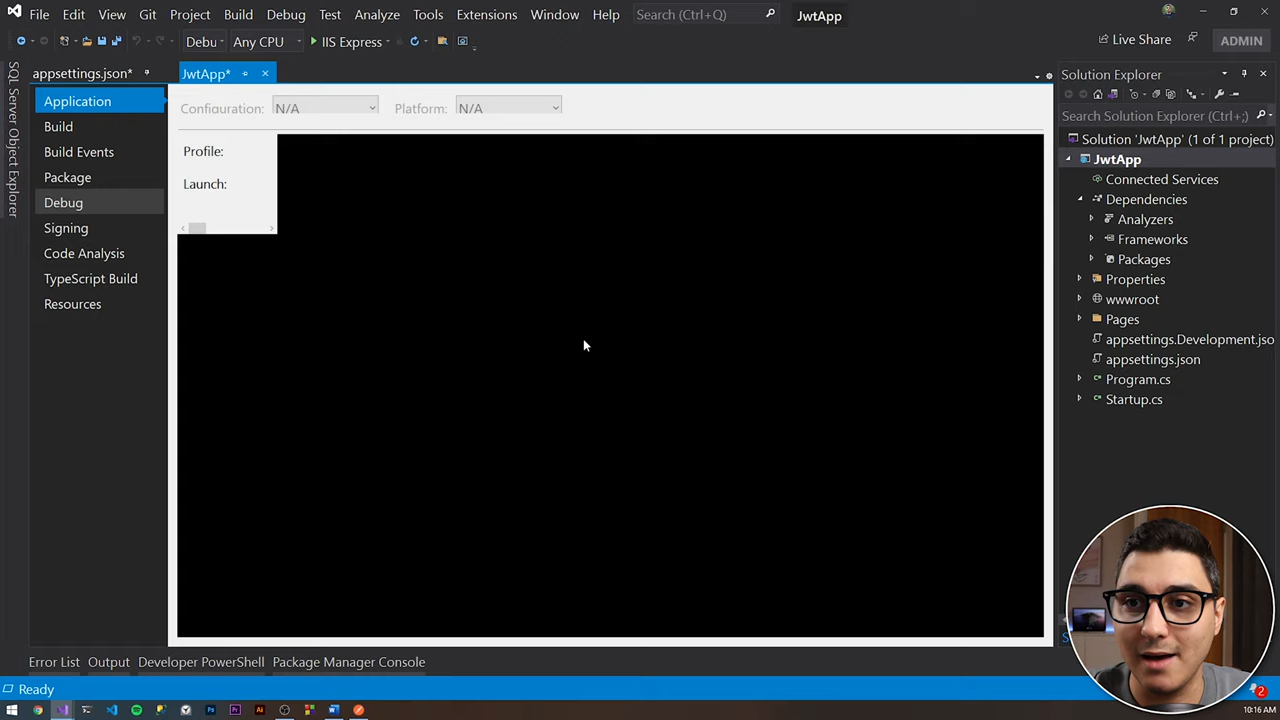 File Edit View Git Project Build Debug Test Analyze Tools Extensions Window Help Search (Ctrl+Q) JwtApp
Debu Any CPU IIS Express Live Share ADMIN
SQL Server Object Explorer
appsettings.json* JwtApp*
Application
Build
Build Events
Package
Debug
Signing
Code Analysis
TypeScript Build
Resources
Configuration: N/A Platform: N/A
Profile:
Launch:
Solution Explorer
Search Solution Explorer (Ctrl+;)
Solution 'JwtApp' (1 of 1 project)
JwtApp
Connected Services
Dependencies
Analyzers
Frameworks
Packages
Properties
wwwroot
Pages
appsettings.Development.jso
appsettings.json
Program.cs
Startup.cs
Error List Output Developer PowerShell Package Manager Console
Ready
2
10:16 AM